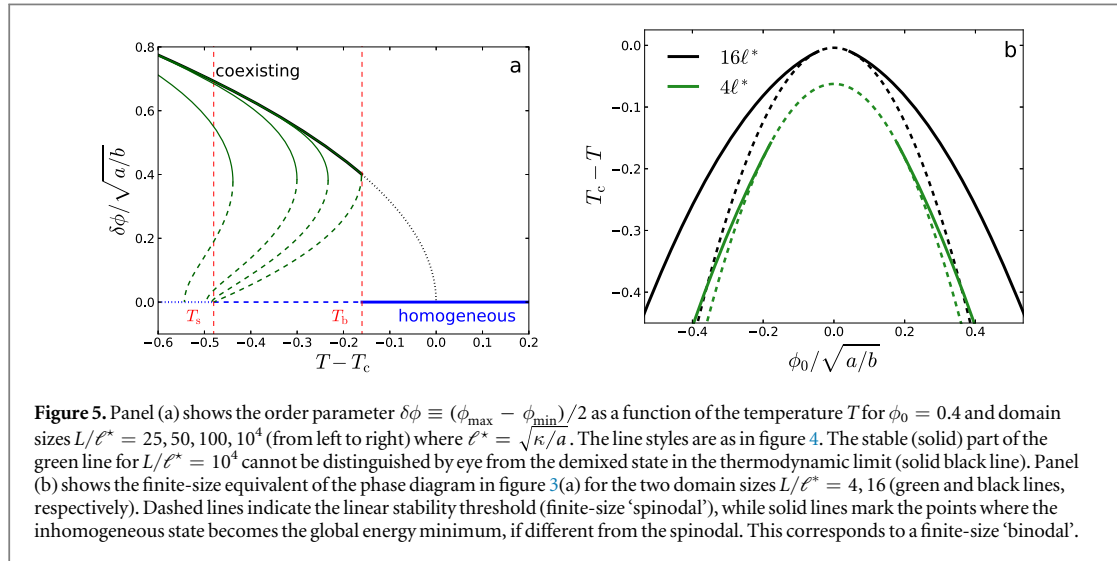 0.8
0.6
0.4
0.2
0.0
δϕ/√a/b
coexisting
a
T_s
T_b
homogeneous
−0.6 −0.5 −0.4 −0.3 −0.2 −0.1 0.0 0.1 0.2
T − T_c
0.0
−0.1
−0.2
−0.3
−0.4
T_c − T
16ℓ*
4ℓ*
b
−0.4 −0.2 0.0 0.2 0.4
ϕ_0/√a/b
Figure 5. Panel (a) shows the order parameter δϕ ≡ (ϕ_max − ϕ_min)/2 as a function of the temperature T for ϕ_0 = 0.4 and domain
sizes L/ℓ* = 25, 50, 100, 10^4 (from left to right) where ℓ* = √κ/a. The line styles are as in figure 4. The stable (solid) part of the
green line for L/ℓ* = 10^4 cannot be distinguished by eye from the demixed state in the thermodynamic limit (solid black line). Panel
(b) shows the finite-size equivalent of the phase diagram in figure 3(a) for the two domain sizes L/ℓ* = 4, 16 (green and black lines,
respectively). Dashed lines indicate the linear stability threshold (finite-size ‘spinodal’), while solid lines mark the points where the
inhomogeneous state becomes the global energy minimum, if different from the spinodal. This corresponds to a finite-size ‘binodal’.